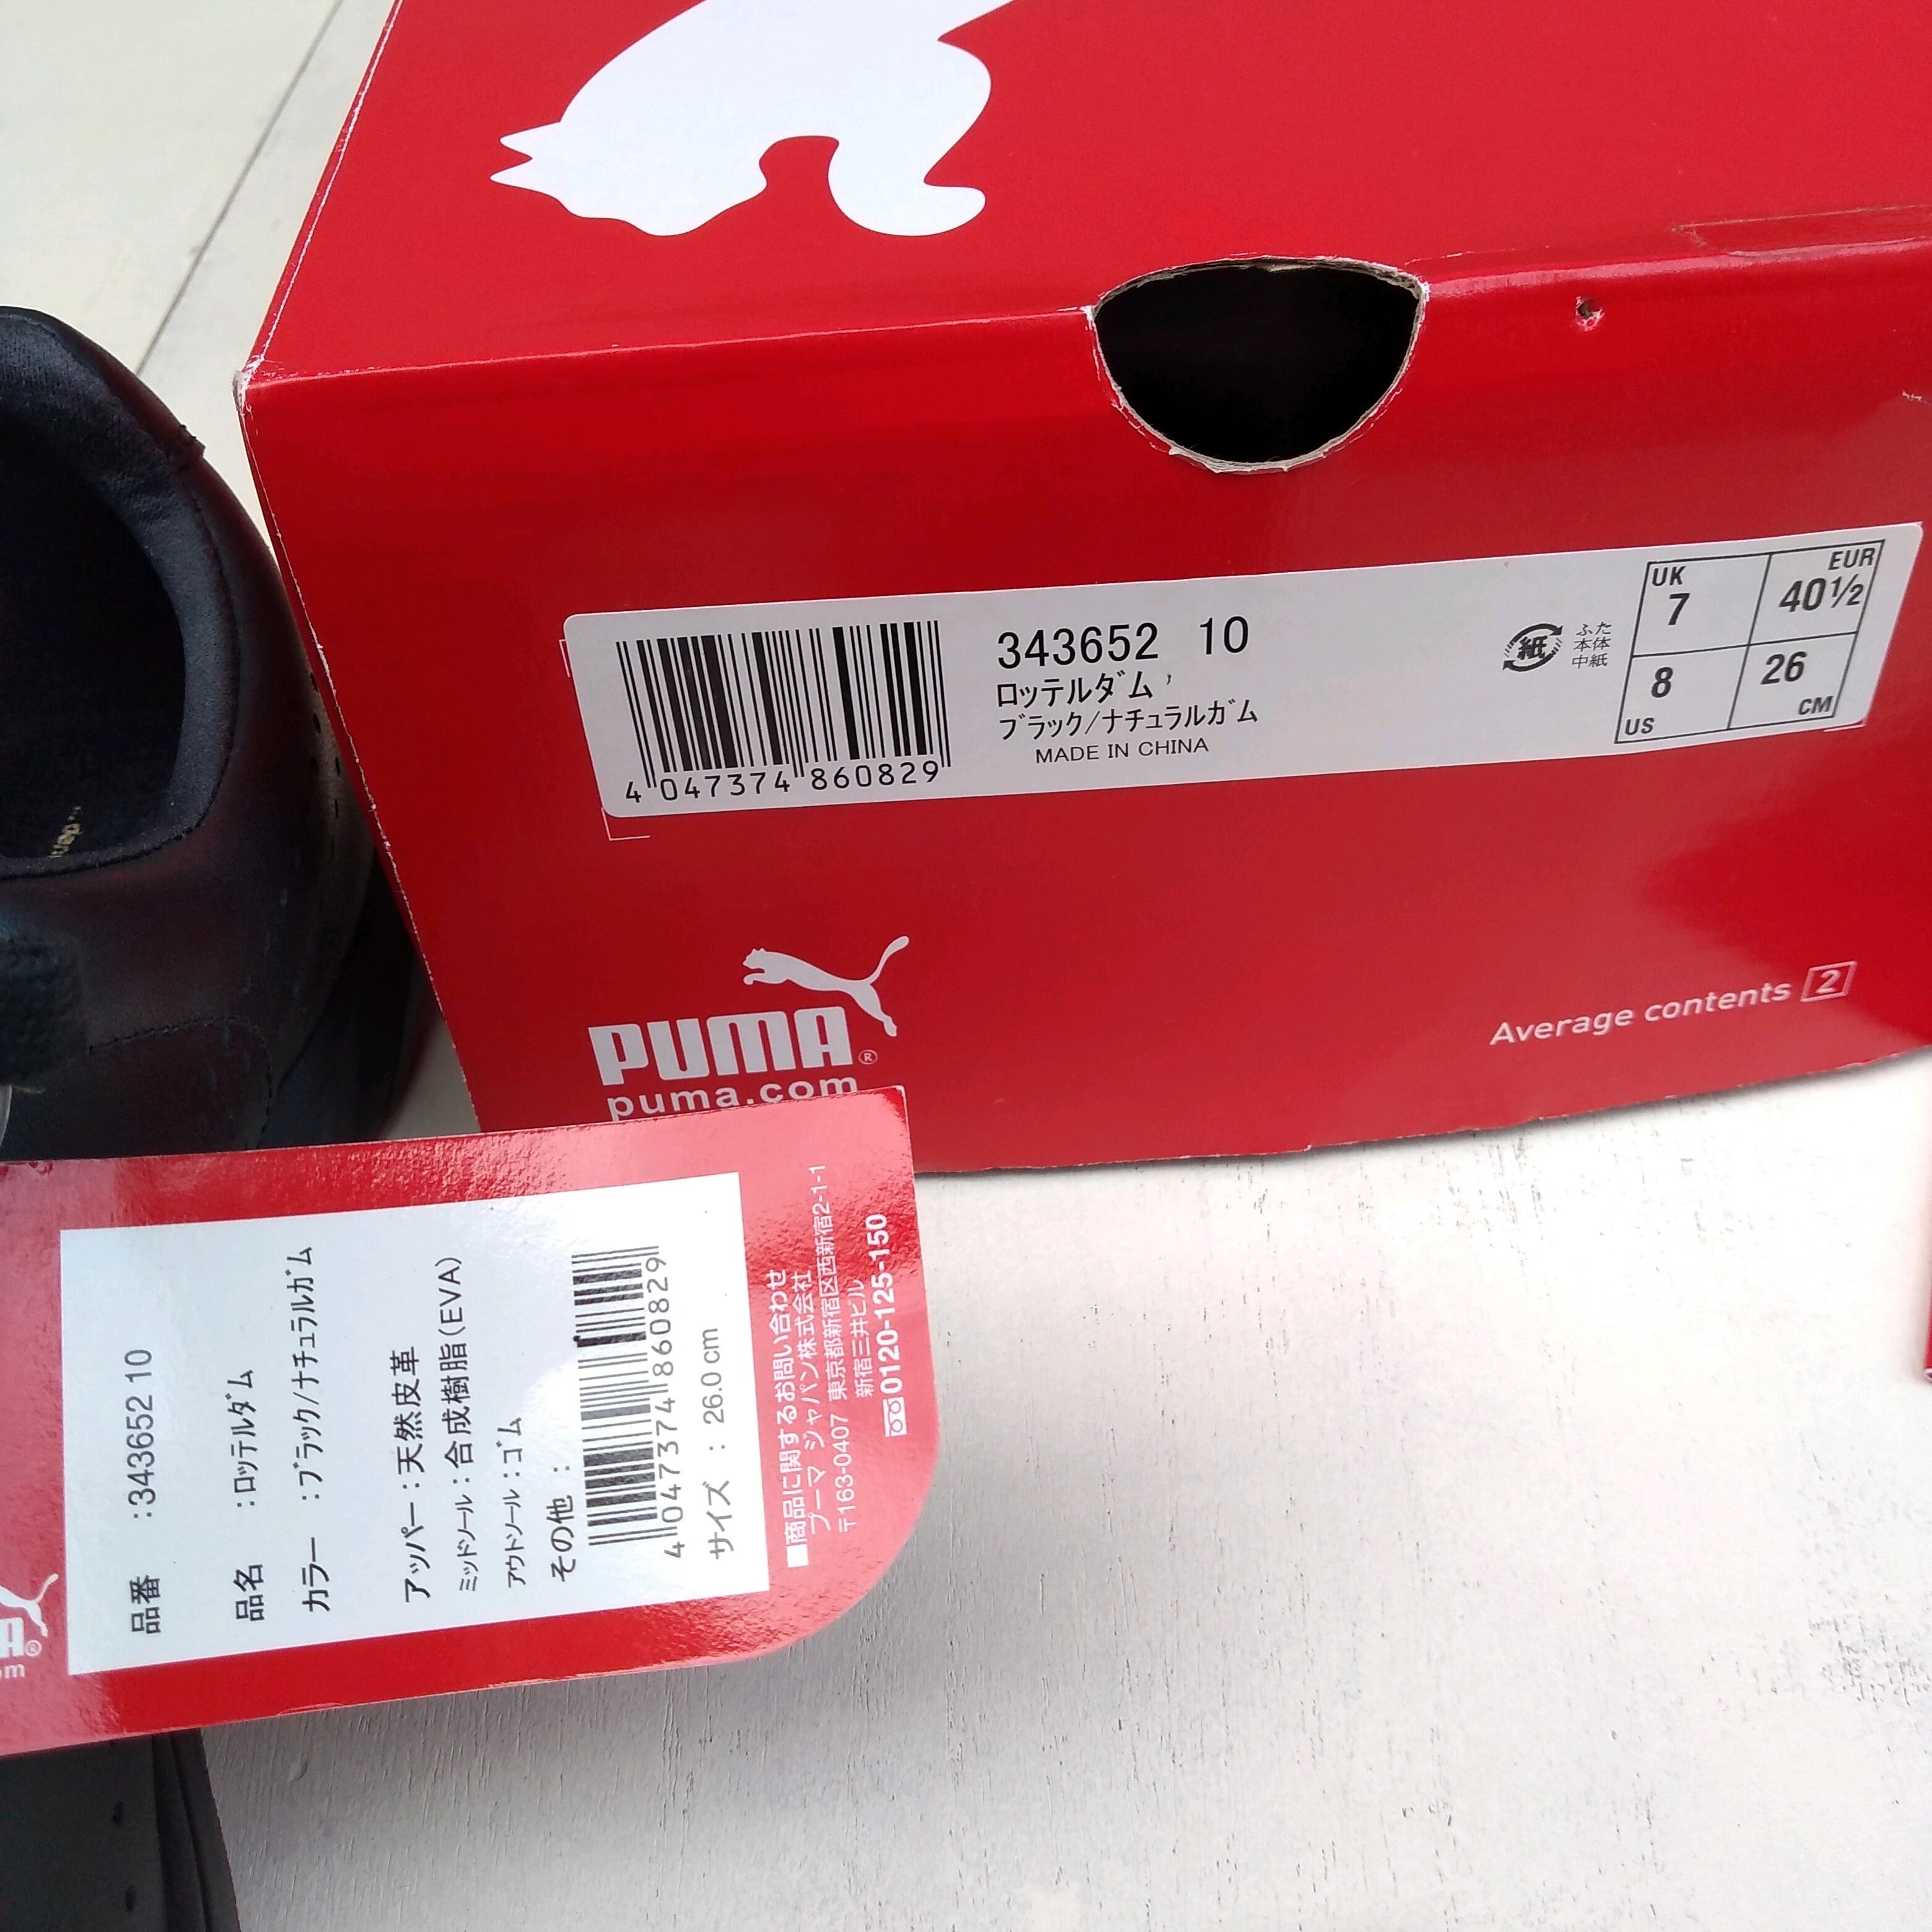 343652 10
ロッテルダム
ブラック/ナチュラルガム
MADE IN CHINA
4 047374 860829
紙
ふた
本体
中紙
UK
7
EUR
40½
8
US
26
CM
PUMA®
puma.com
Average contents 2
品番 :343652 10
品名 :ロッテルダム
カラー :ブラック/ナチュラルガム
アッパー:天然皮革
ミッドソール:合成樹脂(EVA)
アウトソール:ゴム
その他:
4 047374 860829
サイズ : 26.0 cm
■商品に関するお問い合わせ
プーマ ジャパン株式会社
〒163-0407 東京都新宿区西新宿2-1-1
新宿三井ビル
0120-125-150
A®
om